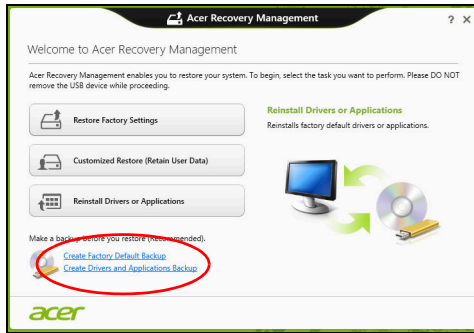 Acer Recovery Management
? X
Welcome to Acer Recovery Management
Acer Recovery Management enables you to restore your system. To begin, select the task you want to perform. Please DO NOT
remove the USB device while proceeding.
Restore Factory Settings
Customized Restore (Retain User Data)
Reinstall Drivers or Applications
Reinstall Drivers or Applications
Reinstalls factory default drivers or applications.
Make a backup before you restore (Recommended).
Create Factory Default Backup
Create Drivers and Applications Backup
acer